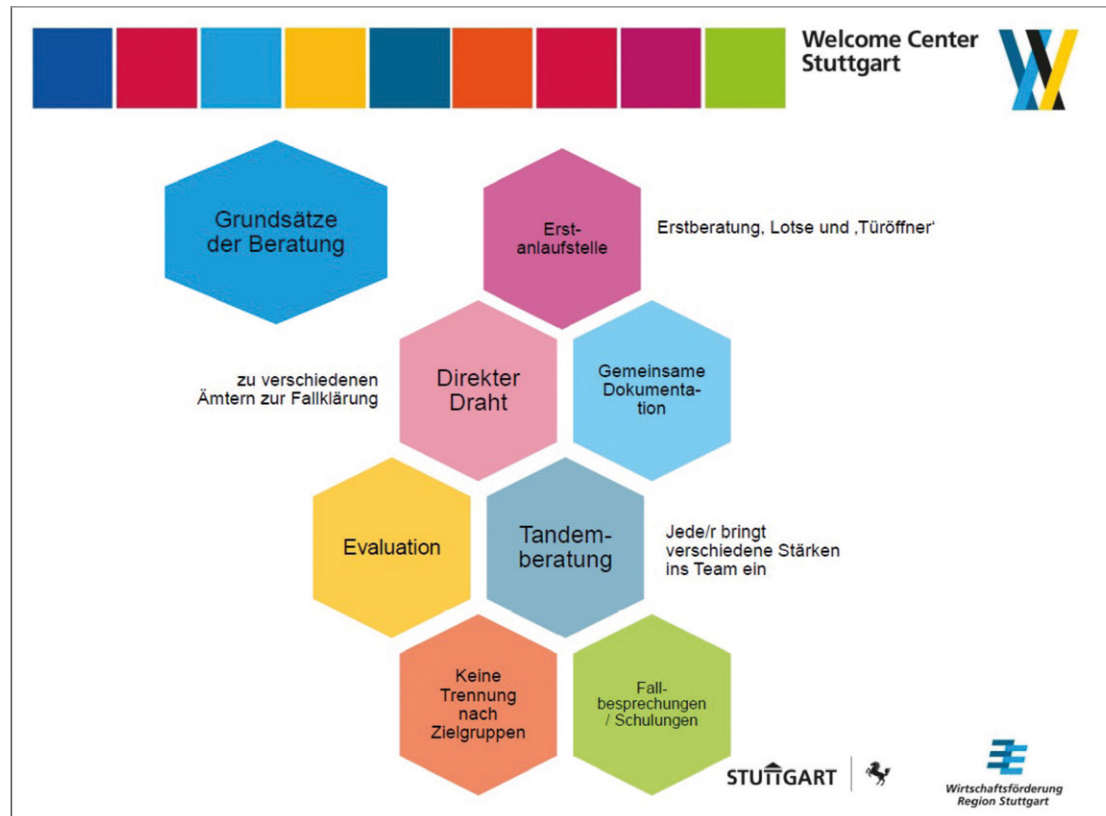 Welcome Center
Stuttgart
Grundsätze
der Beratung
Erst-
anlaufstelle
Erstberatung, Lotse und ‚Türöffner‘
zu verschiedenen
Ämtern zur Fallklärung
Direkter
Draht
Gemeinsame
Dokumenta-
tion
Evaluation
Tandem-
beratung
Jede/r bringt
verschiedene Stärken
ins Team ein
Keine
Trennung
nach
Zielgruppen
Fall-
besprechungen
/ Schulungen
STUTTGART
Wirtschaftsförderung
Region Stuttgart